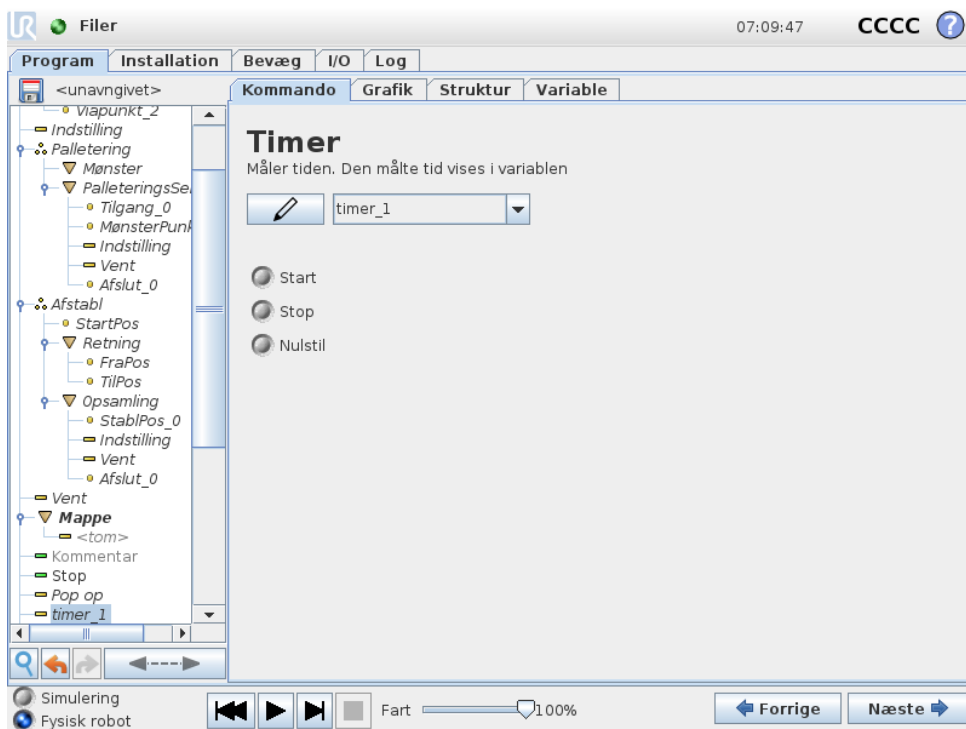 UR Filer 07:09:47 CCCC ?
Program Installation Bevæg I/O Log
<unavngivet>
Kommando Grafik Struktur Variable
Viapunkt_2
Indstilling
Palletering
Mønster
PalleteringsSe
Tilgang_0
MønsterPunk
Indstilling
Vent
Afslut_0
Afstabl
StartPos
Retning
FraPos
TilPos
Opsamling
StablPos_0
Indstilling
Vent
Afslut_0
Vent
Mappe
<tom>
Kommentar
Stop
Pop op
timer_1
Timer
Måler tiden. Den målte tid vises i variablen
timer_1
Start
Stop
Nulstil
Simulering
Fysisk robot
Fart 100%
Forrige Næste